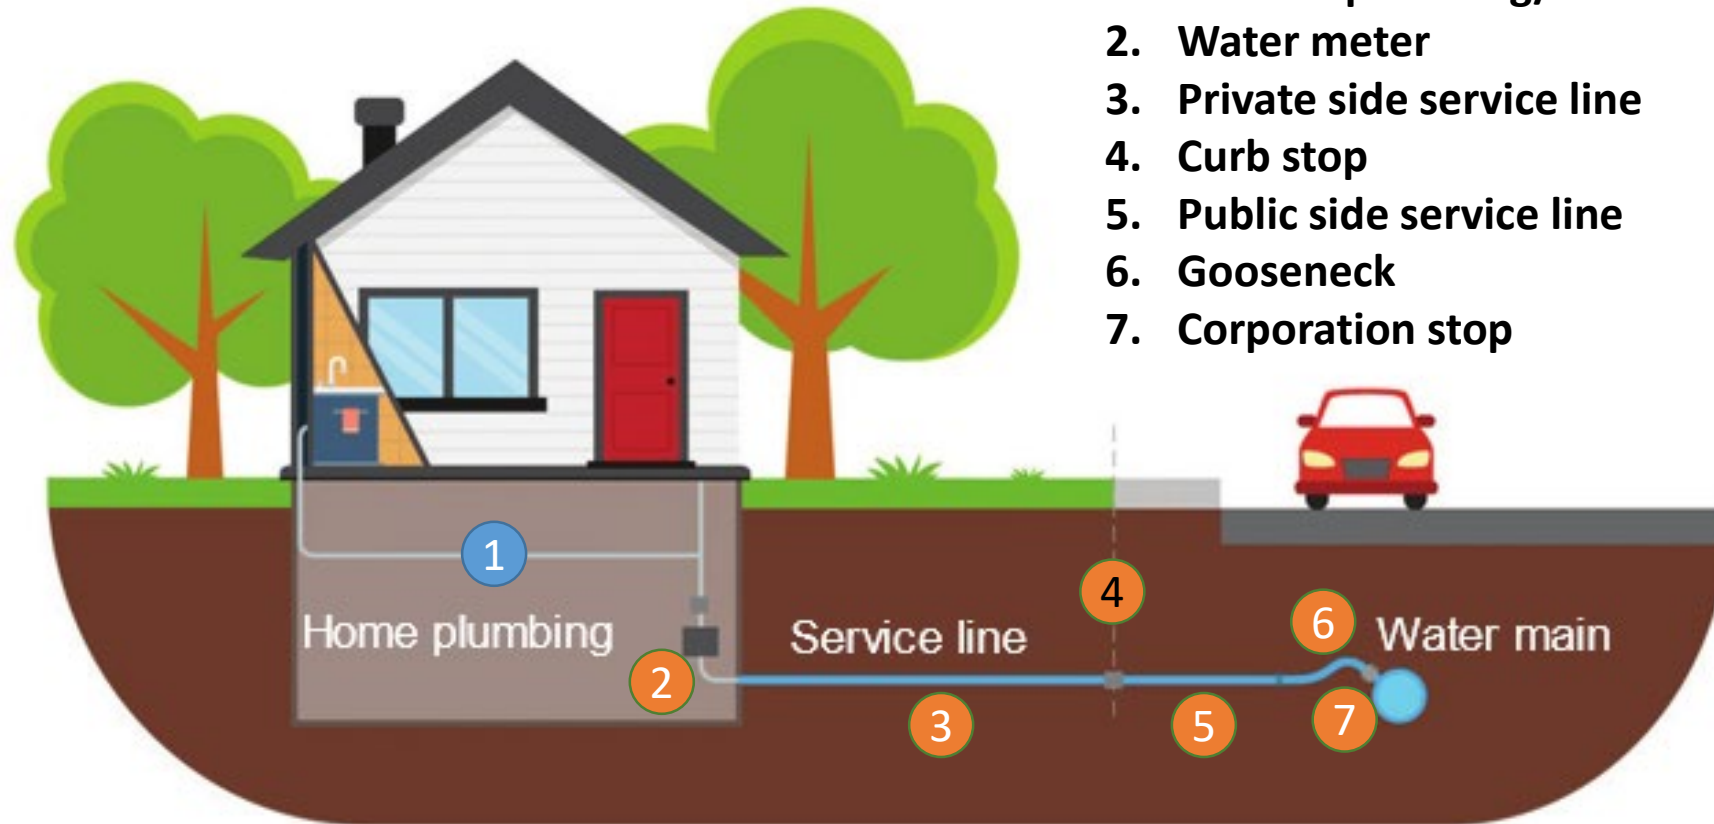 2. Water meter
3. Private side service line
4. Curb stop
5. Public side service line
6. Gooseneck
7. Corporation stop
1
4
6
Home plumbing
Service line
Water main
2
3
5
7